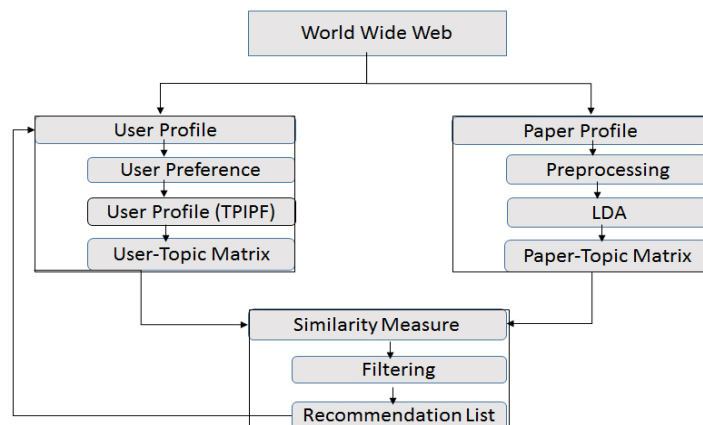 World Wide Web
User Profile
User Preference
User Profile (TPIPF)
User-Topic Matrix
Paper Profile
Preprocessing
LDA
Paper-Topic Matrix
Similarity Measure
Filtering
Recommendation List